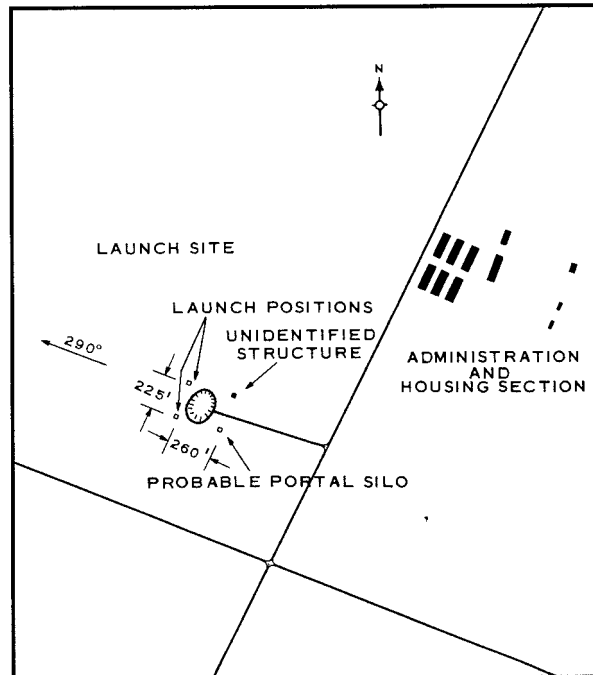 N
LAUNCH SITE
LAUNCH POSITIONS
290°
UNIDENTIFIED
STRUCTURE
225'
ADMINISTRATION
AND
HOUSING SECTION
260'
PROBABLE PORTAL SILO